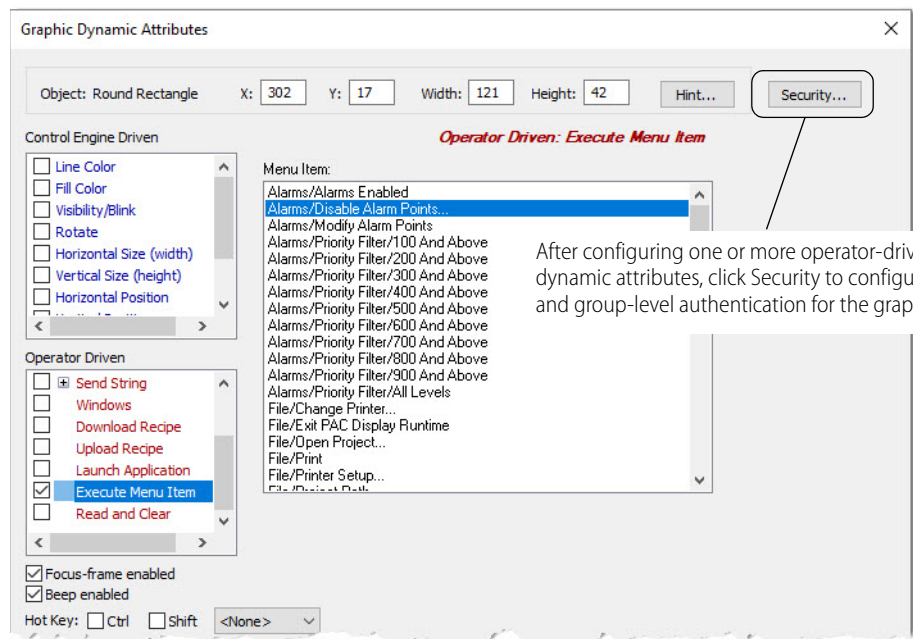 Graphic Dynamic Attributes
Object: Round Rectangle X: 302 Y: 17 Width: 121 Height: 42 Hint... Security...
Control Engine Driven
Operator Driven: Execute Menu Item
Line Color
Fill Color
Visibility/Blink
Rotate
Horizontal Size (width)
Vertical Size (height)
Horizontal Position
Menu Item:
Alarms/Alarms Enabled
Alarms/Disable Alarm Points...
Alarms/Modify Alarm Points
Alarms/Priority Filter/100 And Above
Alarms/Priority Filter/200 And Above
Alarms/Priority Filter/300 And Above
Alarms/Priority Filter/400 And Above
Alarms/Priority Filter/500 And Above
Alarms/Priority Filter/600 And Above
Alarms/Priority Filter/700 And Above
Alarms/Priority Filter/800 And Above
Alarms/Priority Filter/900 And Above
Alarms/Priority Filter/All Levels
File/Change Printer...
File/Exit PAC Display Runtime
File/Open Project...
File/Print
File/Printer Setup...
After configuring one or more operator-driv
dynamic attributes, click Security to configu
and group-level authentication for the grap
Operator Driven
Send String
Windows
Download Recipe
Upload Recipe
Launch Application
Execute Menu Item
Read and Clear
Focus-frame enabled
Beep enabled
Hot Key: Ctrl Shift <None>